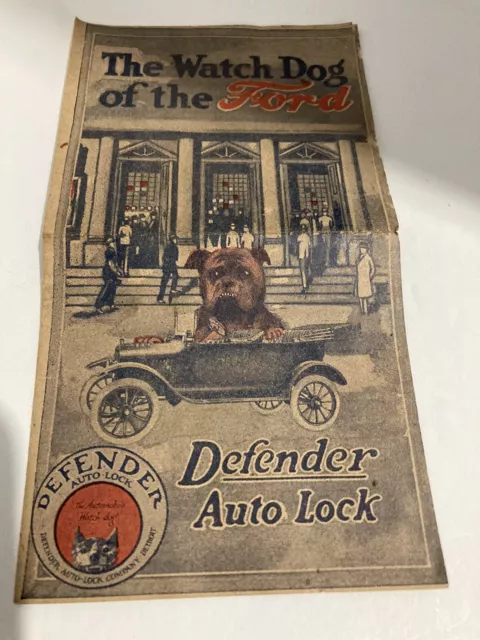 The Watch Dog
of the Ford
Defender
Auto Lock
DEFENDER
AUTO-LOCK
The Automobile's
Watch dog
DEFENDER AUTO-LOCK COMPANY DETROIT